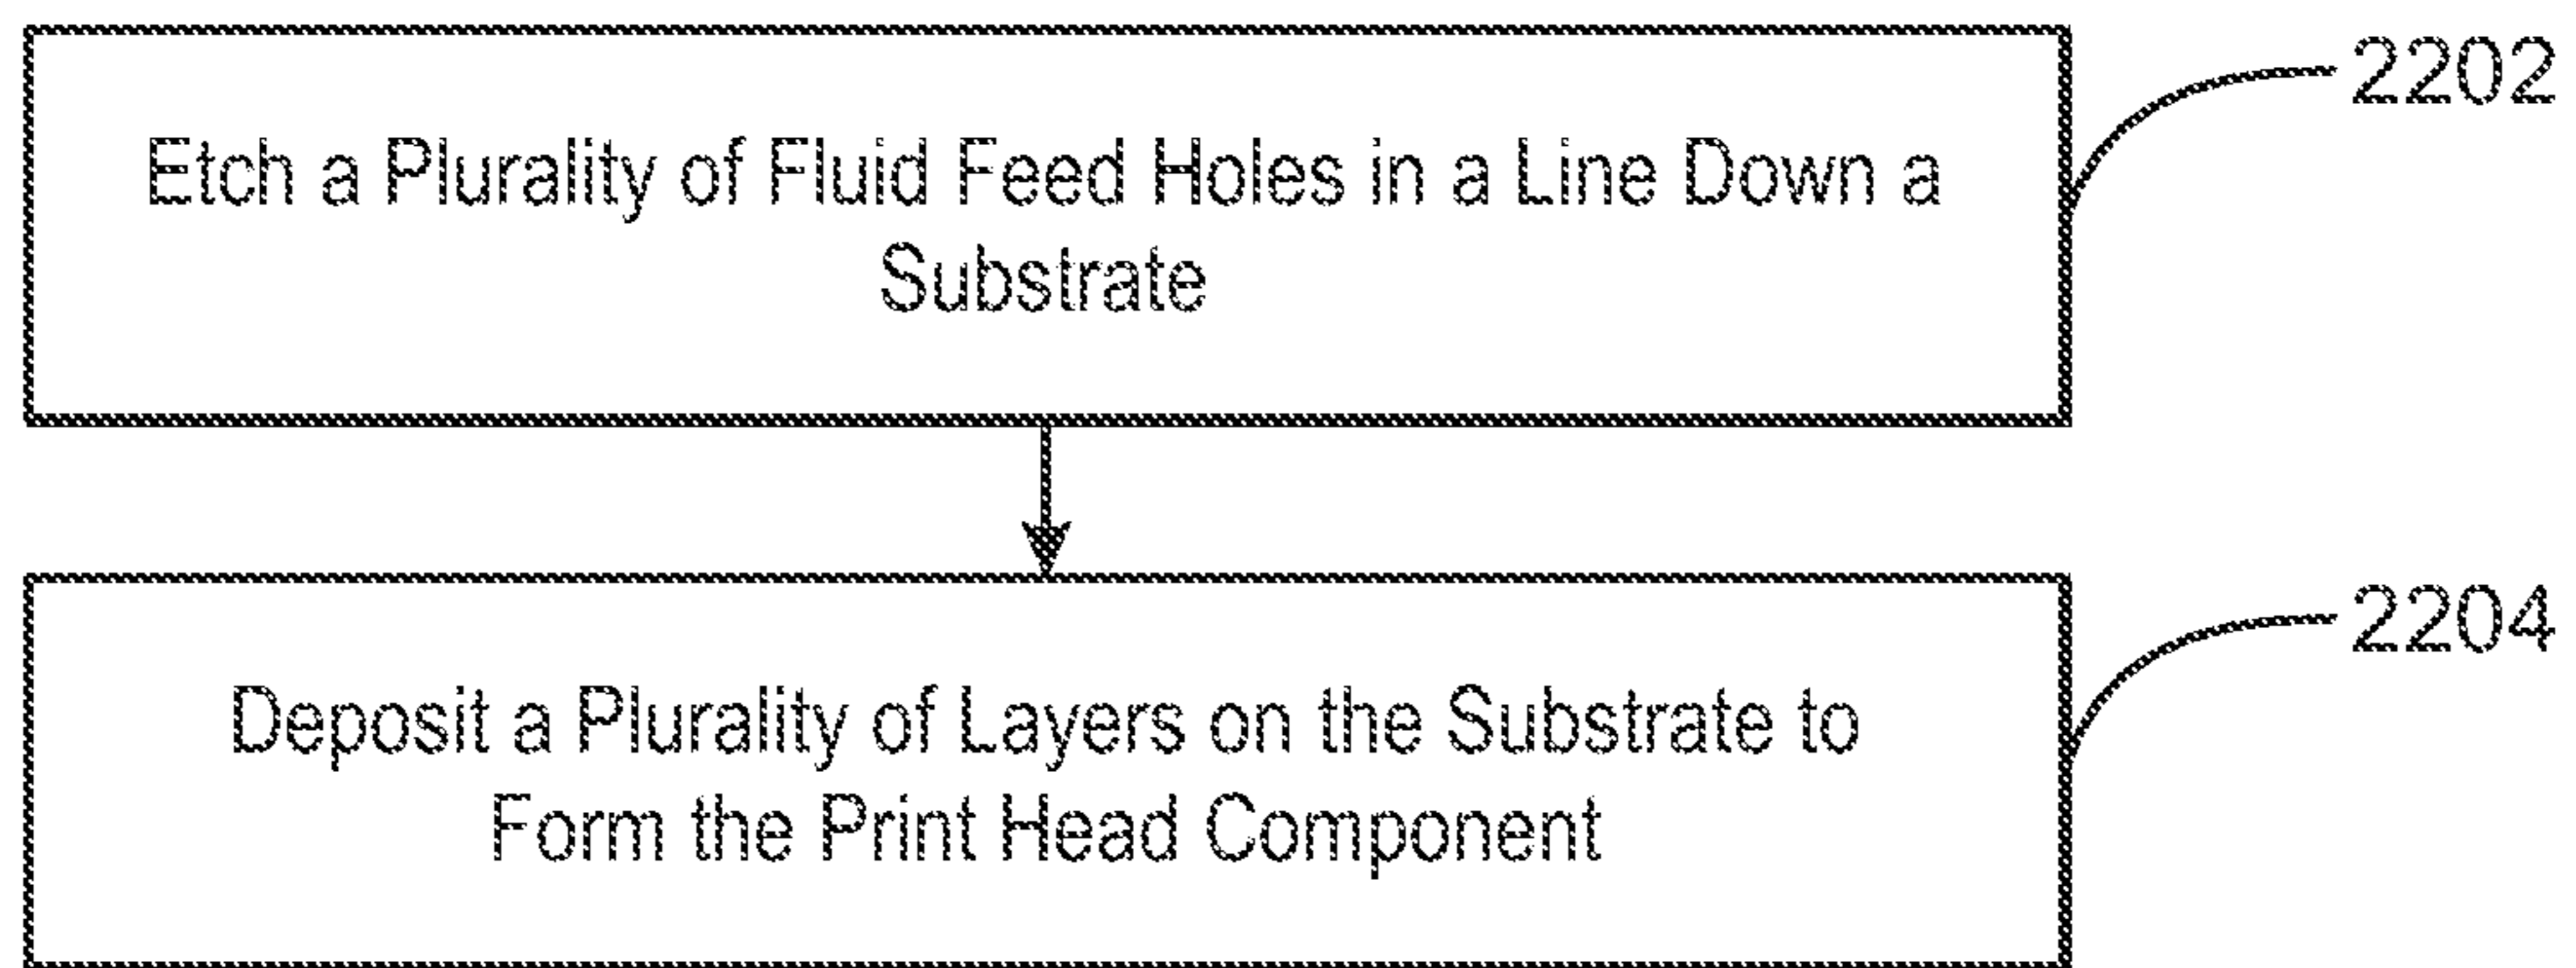 Etch a Plurality of Fluid Feed Holes in a Line Down a
Substrate
2202
Deposit a Plurality of Layers on the Substrate to
Form the Print Head Component
2204